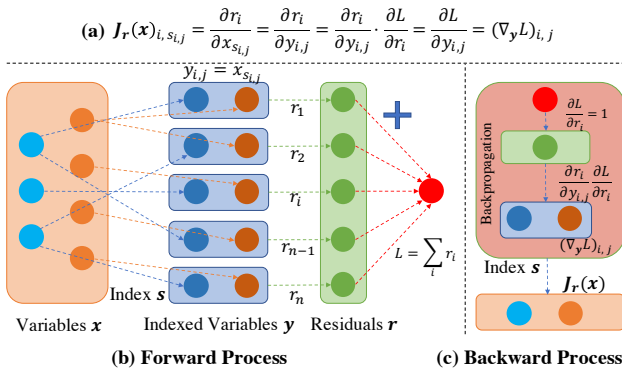 (a) J_r(x)_{i, s_{i,j}} = ∂r_i/∂x_{s_{i,j}} = ∂r_i/∂y_{i,j} = ∂r_i/∂y_{i,j} · ∂L/∂r_i = ∂L/∂y_{i,j} = (∇_y L)_{i, j}
y_{i,j} = x_{s_{i,j}}
r_1
r_2
r_i
r_{n−1}
r_n
L = ∑_i r_i
Index s
Variables x
Indexed Variables y
Residuals r
(b) Forward Process
Backpropagation
∂L/∂r_i = 1
∂r_i/∂y_{i,j} ∂L/∂r_i
(∇_y L)_{i,j}
Index s
J_r(x)
(c) Backward Process